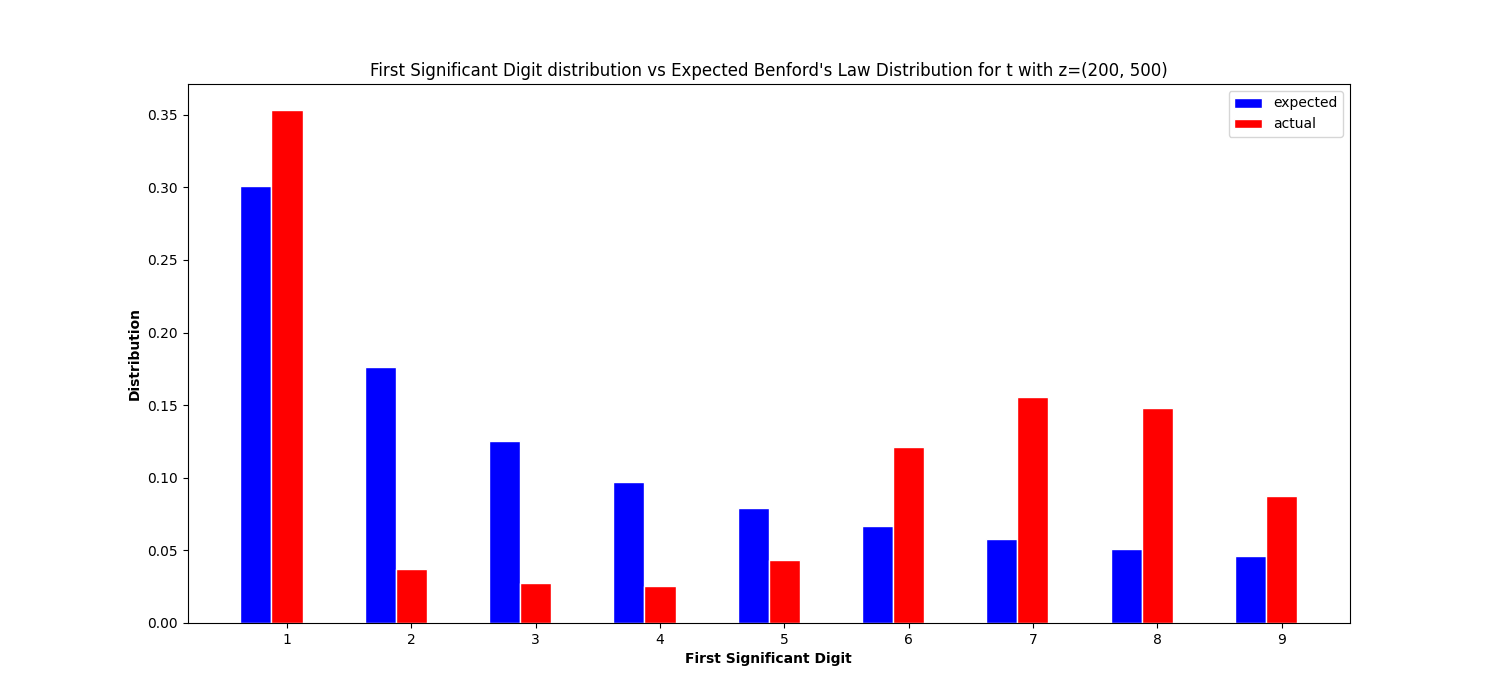 First Significant Digit distribution vs Expected Benford's Law Distribution for t with z=(200, 500)
expected
actual
0.35
0.30
0.25
0.20
0.15
0.10
0.05
0.00
Distribution
1 2 3 4 5 6 7 8 9
First Significant Digit